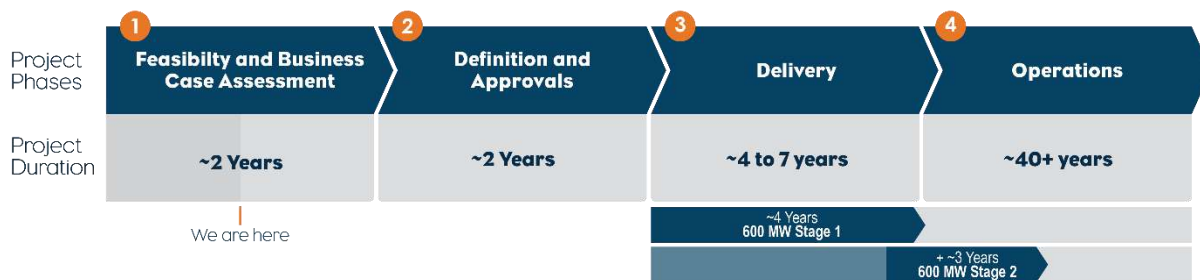 1
2
3
4
Project
Phases
Feasibilty and Business
Case Assessment
Definition and
Approvals
Delivery
Operations
Project
Duration
~2 Years
~2 Years
~4 to 7 years
~40+ years
We are here
~4 Years
600 MW Stage 1
+ ~3 Years
600 MW Stage 2